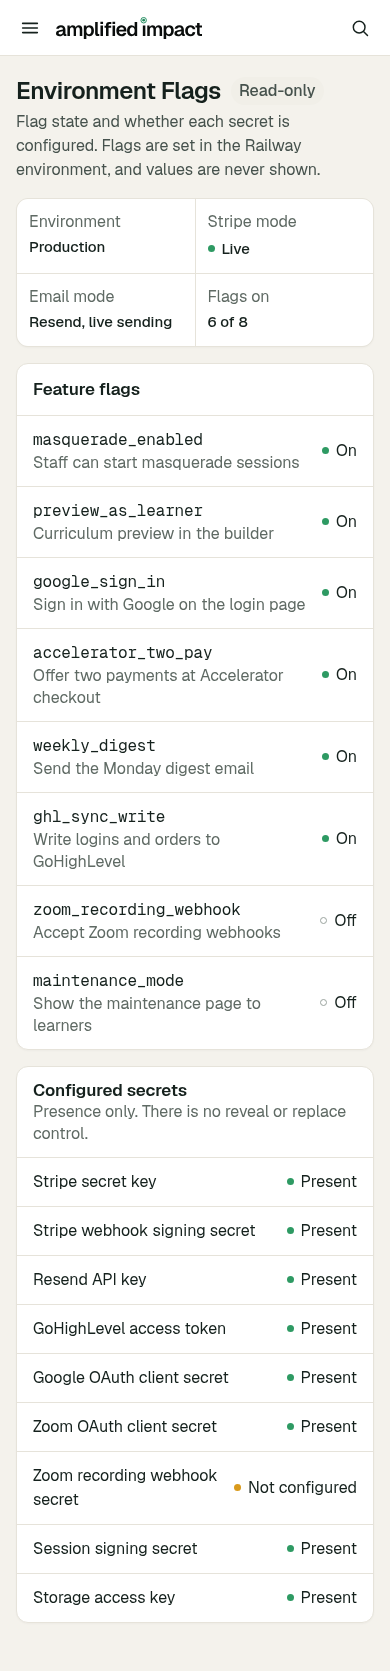 amplified impact
Environment Flags
Read-only
Flag state and whether each secret is
configured. Flags are set in the Railway
environment, and values are never shown.
Environment
Production
Stripe mode
Live
Email mode
Resend, live sending
Flags on
6 of 8
Feature flags
masquerade_enabled
Staff can start masquerade sessions
On
preview_as_learner
Curriculum preview in the builder
On
google_sign_in
Sign in with Google on the login page
On
accelerator_two_pay
Offer two payments at Accelerator
checkout
On
weekly_digest
Send the Monday digest email
On
ghl_sync_write
Write logins and orders to
GoHighLevel
On
zoom_recording_webhook
Accept Zoom recording webhooks
Off
maintenance_mode
Show the maintenance page to
learners
Off
Configured secrets
Presence only. There is no reveal or replace
control.
Stripe secret key
Present
Stripe webhook signing secret
Present
Resend API key
Present
GoHighLevel access token
Present
Google OAuth client secret
Present
Zoom OAuth client secret
Present
Zoom recording webhook
secret
Not configured
Session signing secret
Present
Storage access key
Present